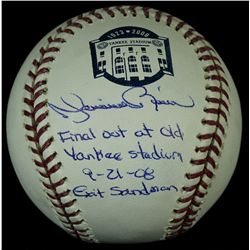 1923 2008
YANKEE STADIUM
Mariano Rivera
Final out at Old
Yankee Stadium
9-21-08
Exit Sandman